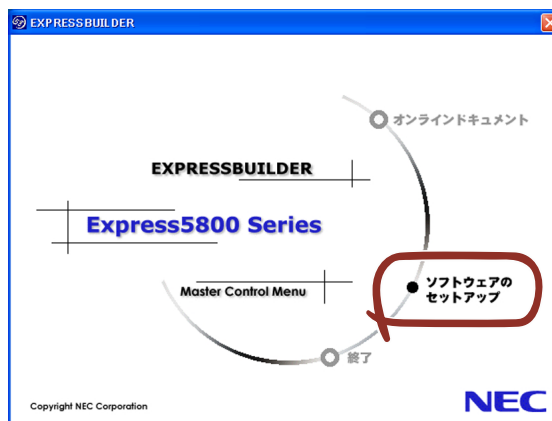 EXPRESSBUILDER
オンラインドキュメント
EXPRESSBUILDER
Express5800 Series
ソフトウェアの
セットアップ
Master Control Menu
終了
Copyright NEC Corporation
NEC